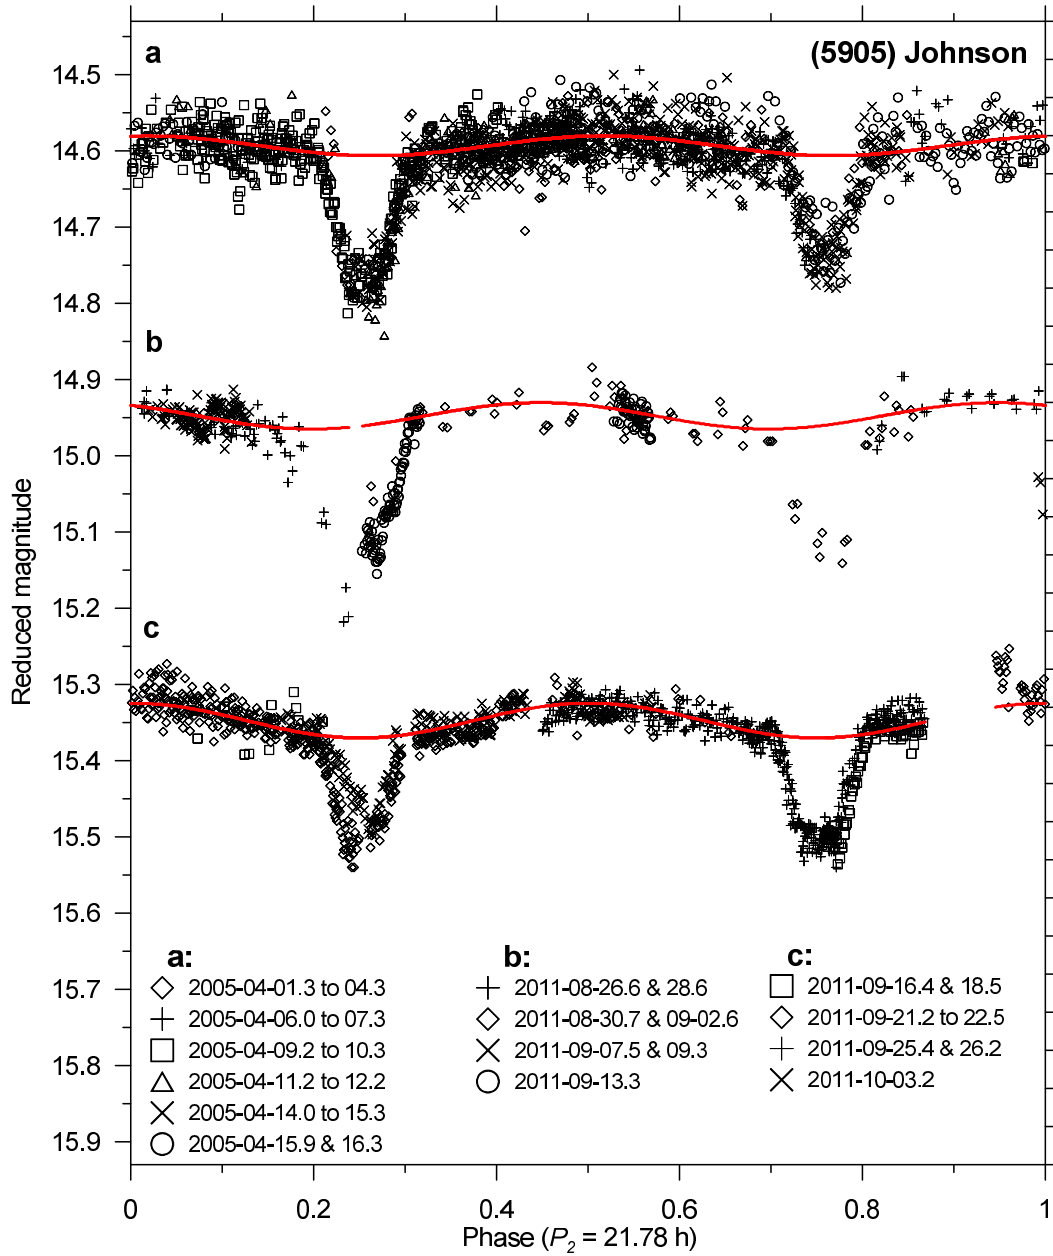 a
(5905) Johnson
14.5
14.6
14.7
14.8
b
14.9
15.0
15.1
15.2
c
15.3
15.4
15.5
15.6
15.7
15.8
15.9
Reduced magnitude
a:
2005-04-01.3 to 04.3
2005-04-06.0 to 07.3
2005-04-09.2 to 10.3
2005-04-11.2 to 12.2
2005-04-14.0 to 15.3
2005-04-15.9 & 16.3
b:
2011-08-26.6 & 28.6
2011-08-30.7 & 09-02.6
2011-09-07.5 & 09.3
2011-09-13.3
c:
2011-09-16.4 & 18.5
2011-09-21.2 to 22.5
2011-09-25.4 & 26.2
2011-10-03.2
0 0.2 0.4 0.6 0.8 1
Phase (P2 = 21.78 h)